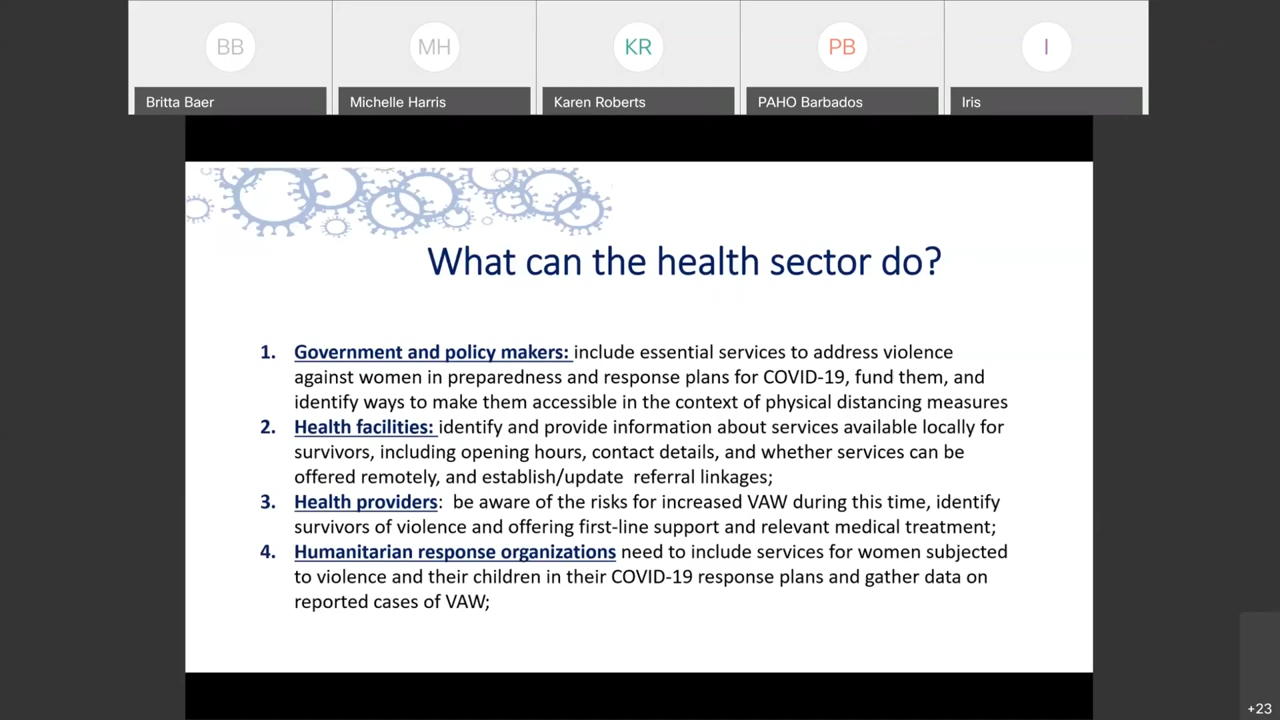 BB
MH
KR
PB
I
Britta Baer
Michelle Harris
Karen Roberts
PAHO Barbados
Iris
What can the health sector do?
1. Government and policy makers: include essential services to address violence
against women in preparedness and response plans for COVID-19, fund them, and
identify ways to make them accessible in the context of physical distancing measures
2. Health facilities: identify and provide information about services available locally for
survivors, including opening hours, contact details, and whether services can be
offered remotely, and establish/update referral linkages;
3. Health providers: be aware of the risks for increased VAW during this time, identify
survivors of violence and offering first-line support and relevant medical treatment;
4. Humanitarian response organizations need to include services for women subjected
to violence and their children in their COVID-19 response plans and gather data on
reported cases of VAW;
+23